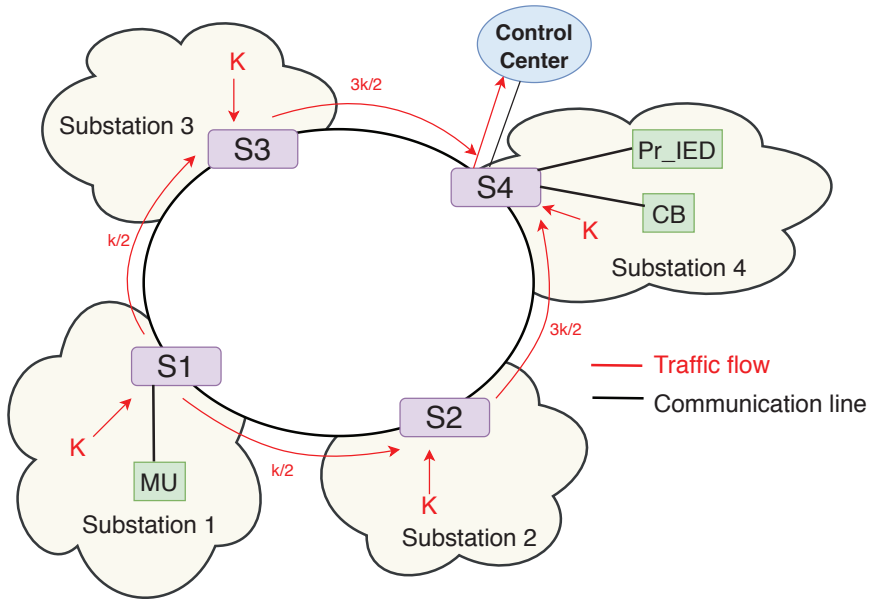 Control
Center
K
3k/2
Substation 3
S3
Pr_IED
S4
CB
K
k/2
Substation 4
3k/2
S1
Traffic flow
Communication line
S2
K
k/2
MU
K
Substation 1
Substation 2